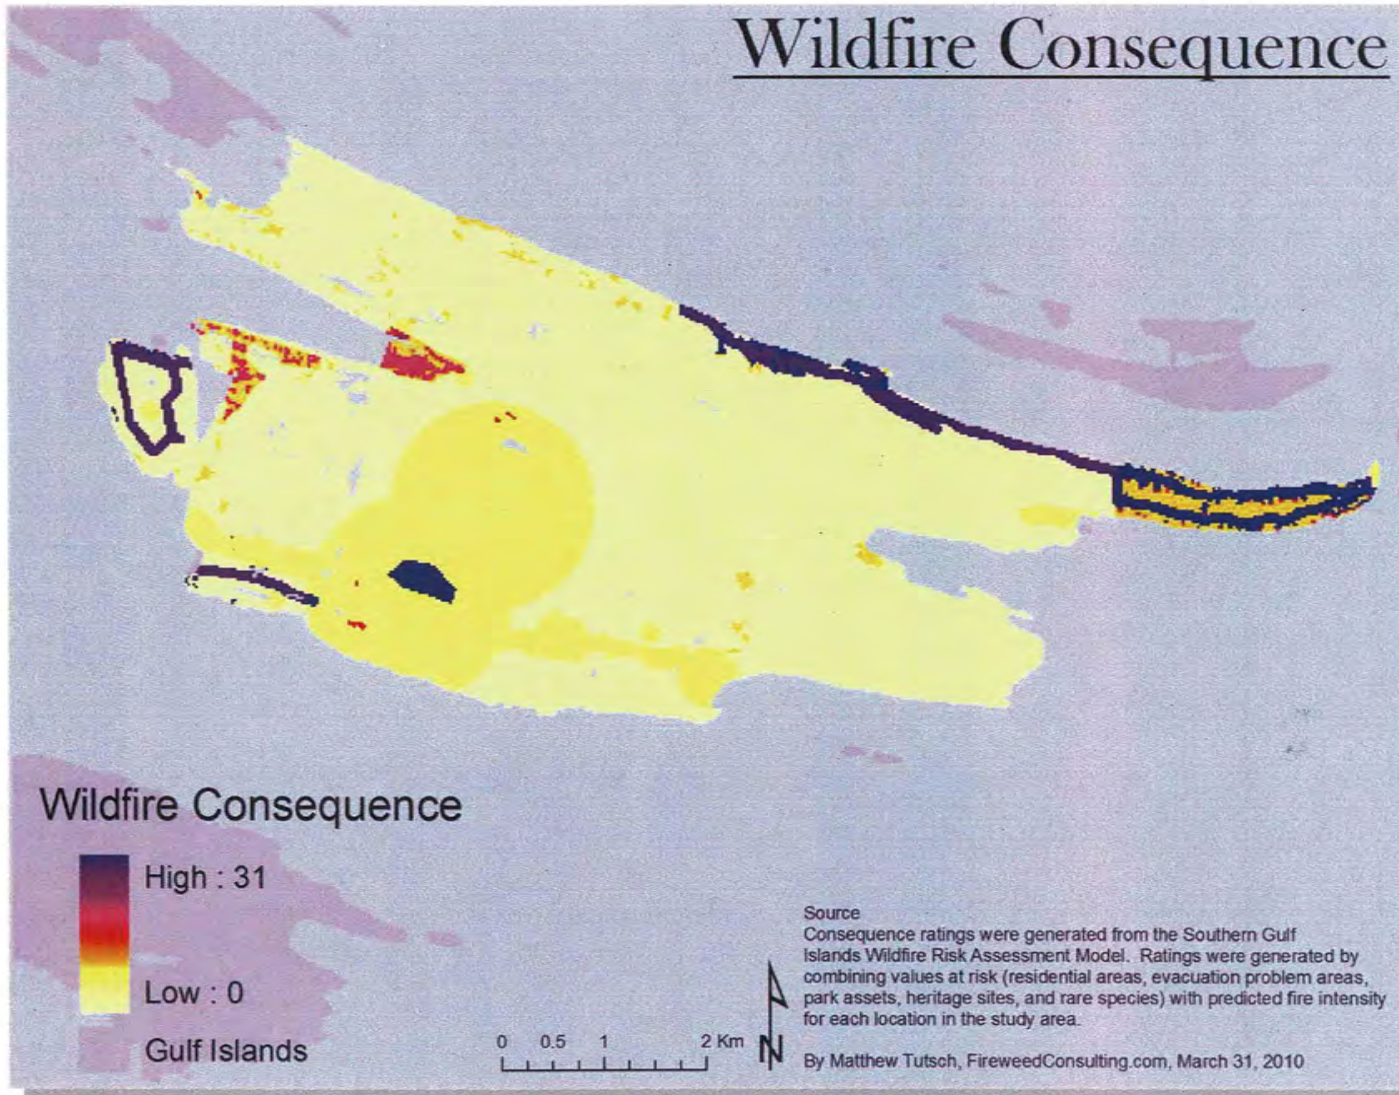 Wildfire Consequence
Wildfire Consequence
High : 31
Low : 0
Gulf Islands
0 0.5 1 2 Km
N
Source
Consequence ratings were generated from the Southern Gulf
Islands Wildfire Risk Assessment Model. Ratings were generated by
combining values at risk (residential areas, evacuation problem areas,
park assets, heritage sites, and rare species) with predicted fire intensity
for each location in the study area.
By Matthew Tutsch, FireweedConsulting.com, March 31, 2010